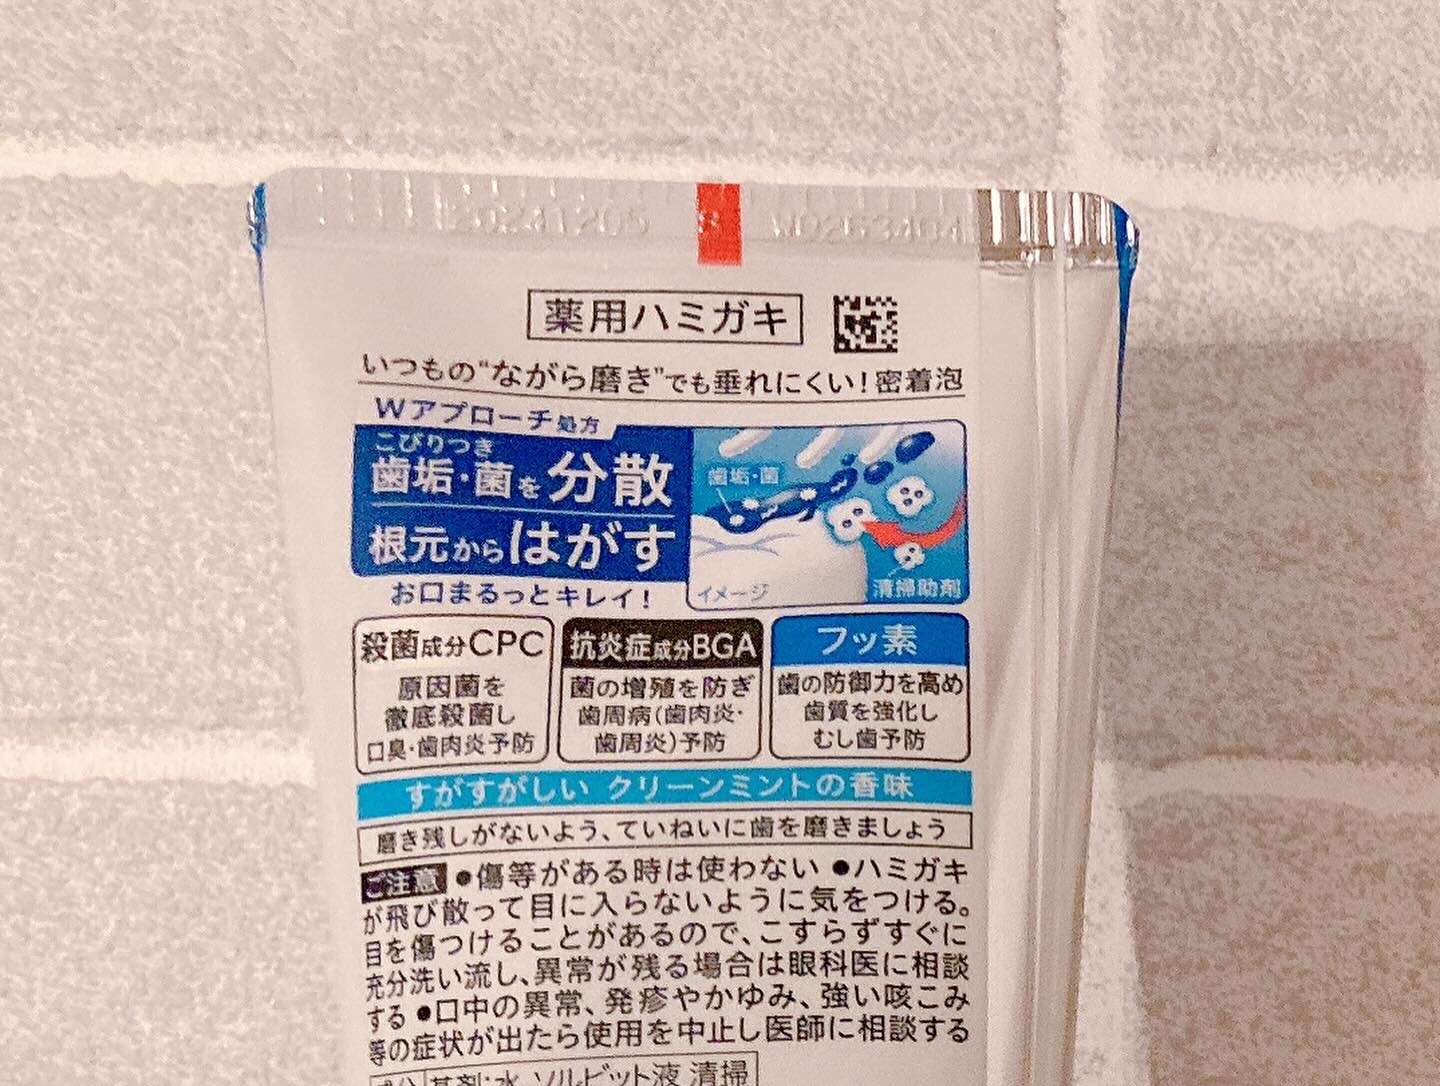 20241205 W0263404
薬用ハミガキ
いつもの“ながら磨き”でも垂れにくい!密着泡
Wアプローチ処方
こびりつき
歯垢・菌を分散
根元からはがす
お口まるっとキレイ!
歯垢・菌
イメージ
清掃助剤
殺菌成分CPC
原因菌を
徹底殺菌し
口臭・歯肉炎予防
抗炎症成分BGA
菌の増殖を防ぎ
歯周病(歯肉炎・
歯周炎)予防
フッ素
歯の防御力を高め
歯質を強化し
むし歯予防
すがすがしい クリーンミントの香味
磨き残しがないよう、ていねいに歯を磨きましょう
ご注意 ●傷等がある時は使わない ●ハミガキ
が飛び散って目に入らないように気をつける。
目を傷つけることがあるので、こすらずすぐに
充分洗い流し、異常が残る場合は眼科医に相談
する ●口中の異常、発疹やかゆみ、強い咳こみ
等の症状が出たら使用を中止し医師に相談する
成分 基剤:水、ソルビット液 清掃